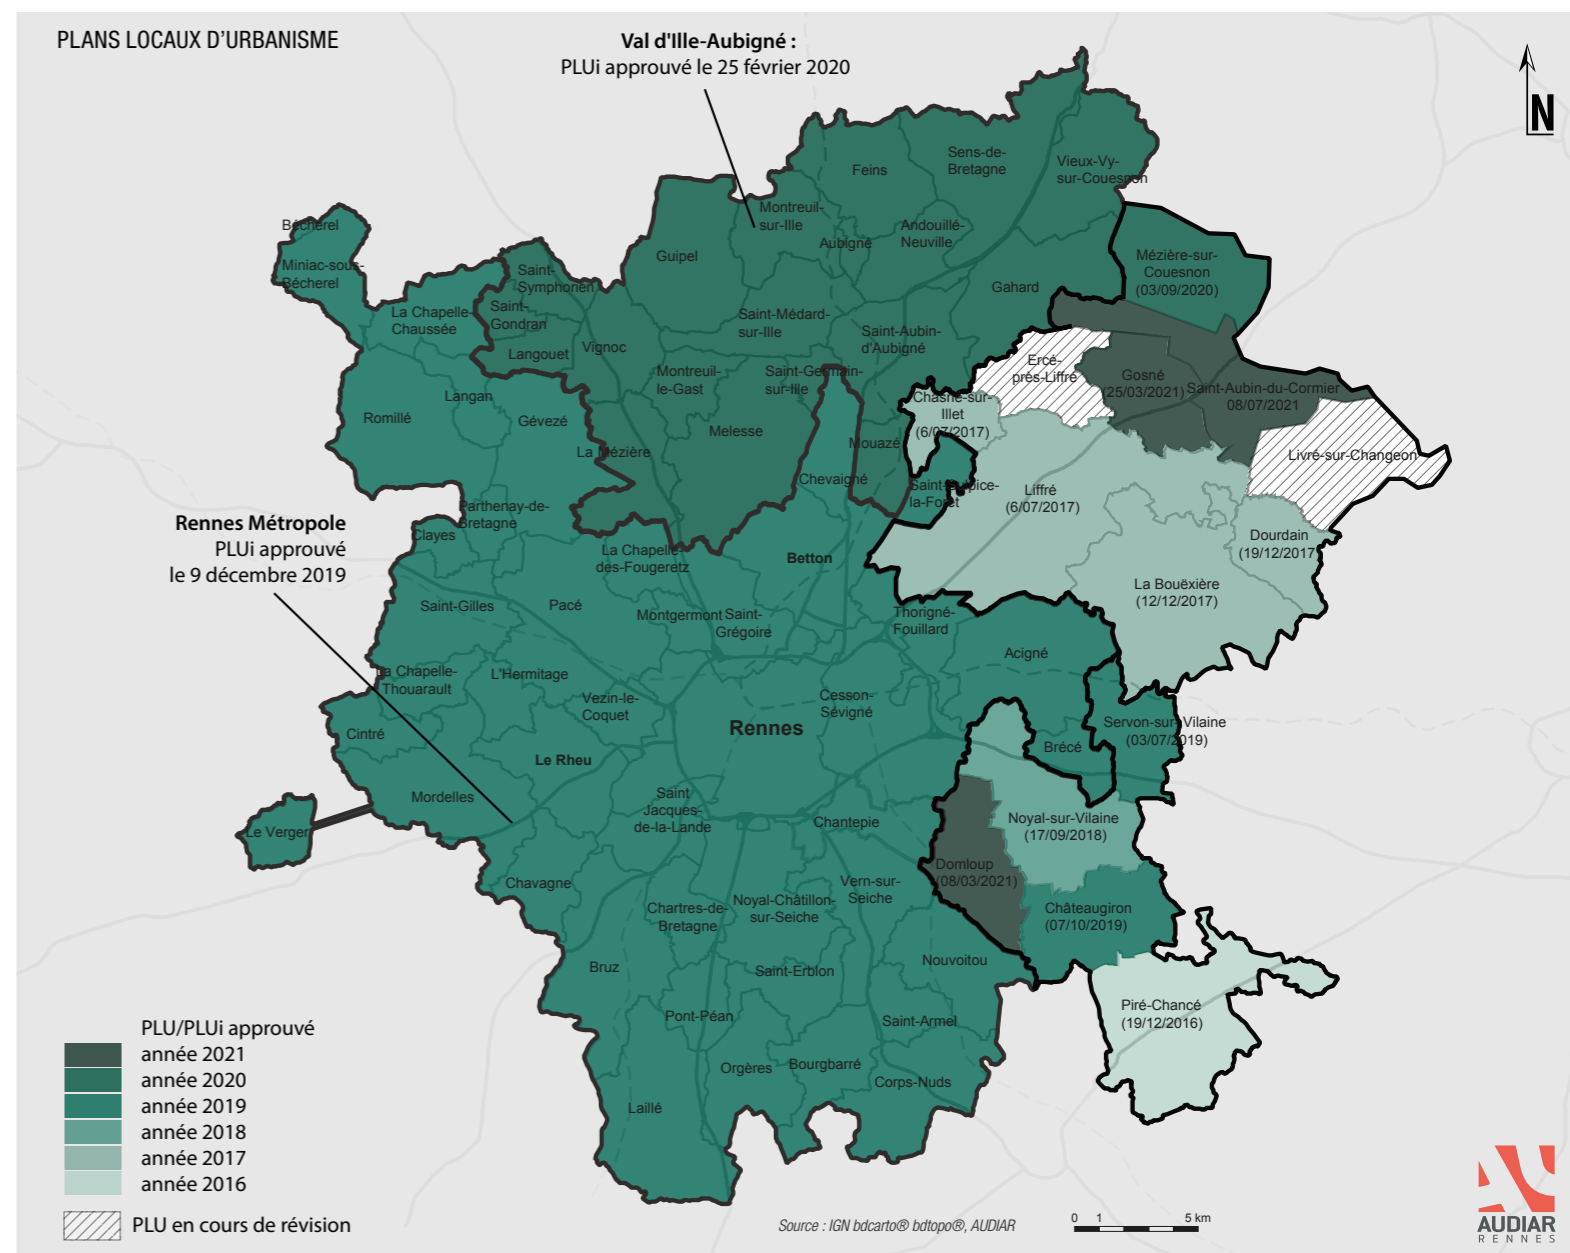 PLANS LOCAUX D'URBANISME
Val d'Ille-Aubigné :
PLUi approuvé le 25 février 2020
N
Sens-de-
Bretagne
Feins
Vieux-Vy-
sur-Couesnon
Montreuil-
sur-Ille
Aubigné
Andouillé-
Neuville
Bécherel
Miniac-sous-
Bécherel
Guipel
Saint-
Symphorien
Mézière-sur-
Couesnon
(03/09/2020)
Gahard
La Chapelle-
Chaussée
Saint-
Gondran
Saint-Médard-
sur-Ille
Saint-Aubin-
d'Aubigné
Langouet
Vignoc
Ercé-
près-Liffré
Montreuil-
le-Gast
Saint-Germain-
sur-Ille
Gosné
(25/03/2021)
Saint-Aubin-du-Cormier
08/07/2021
Langan
Chasné-sur-
Illet
(6/07/2017)
Romillé
Gévezé
Melesse
Mouazé
La Mézière
Livré-sur-Changeon
Chevaigné
Saint-Sulpice-
la-Forêt
Liffré
(6/07/2017)
Parthenay-de-
Bretagne
Rennes Métropole
PLUi approuvé
le 9 décembre 2019
Clayes
Dourdain
(19/12/2017
La Chapelle-
des-Fougeretz
Betton
La Bouëxière
(12/12/2017)
Saint-Gilles
Pacé
Montgermont
Saint-
Grégoire
Thorigné-
Fouillard
Acigné
La Chapelle-
Thouarault
L'Hermitage
Vezin-le-
Coquet
Cesson-
Sévigné
Rennes
Servon-sur-Vilaine
(03/07/2019)
Cintré
Brécé
Le Rheu
Mordelles
Saint
Jacques-
de-la-Lande
Chantepie
Noyal-sur-Vilaine
(17/09/2018)
Le Verger
Domloup
(08/03/2021)
Chavagne
Vern-sur-
Seiche
Chartres-de-
Bretagne
Noyal-Châtillon-
sur-Seiche
Châteaugiron
(07/10/2019)
Bruz
Saint-Erblon
Nouvoitou
Piré-Chancé
(19/12/2016)
Pont-Péan
Saint-Armel
Orgères
Bourgbarré
Corps-Nuds
Laillé
PLU/PLUi approuvé
année 2021
année 2020
année 2019
année 2018
année 2017
année 2016
PLU en cours de révision
Source : IGN bdcarto® bdtopo®, AUDIAR
0 1 5 km
AUDIAR
RENNES